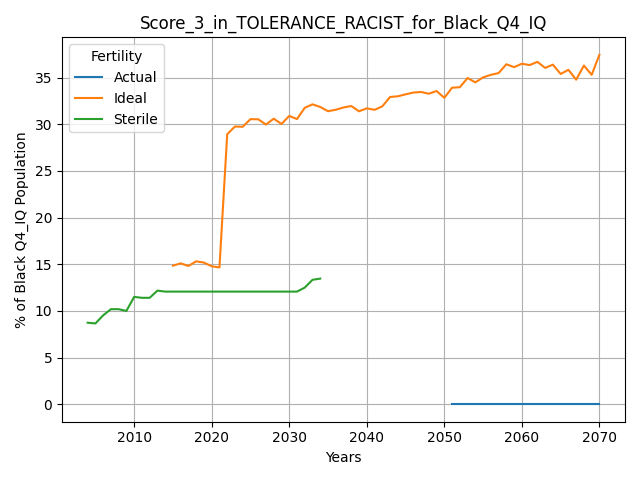 Score_3_in_TOLERANCE_RACIST_for_Black_Q4_IQ
Fertility
Actual
Ideal
Sterile
% of Black Q4_IQ Population
35
30
25
20
15
10
5
0
2010 2020 2030 2040 2050 2060 2070
Years